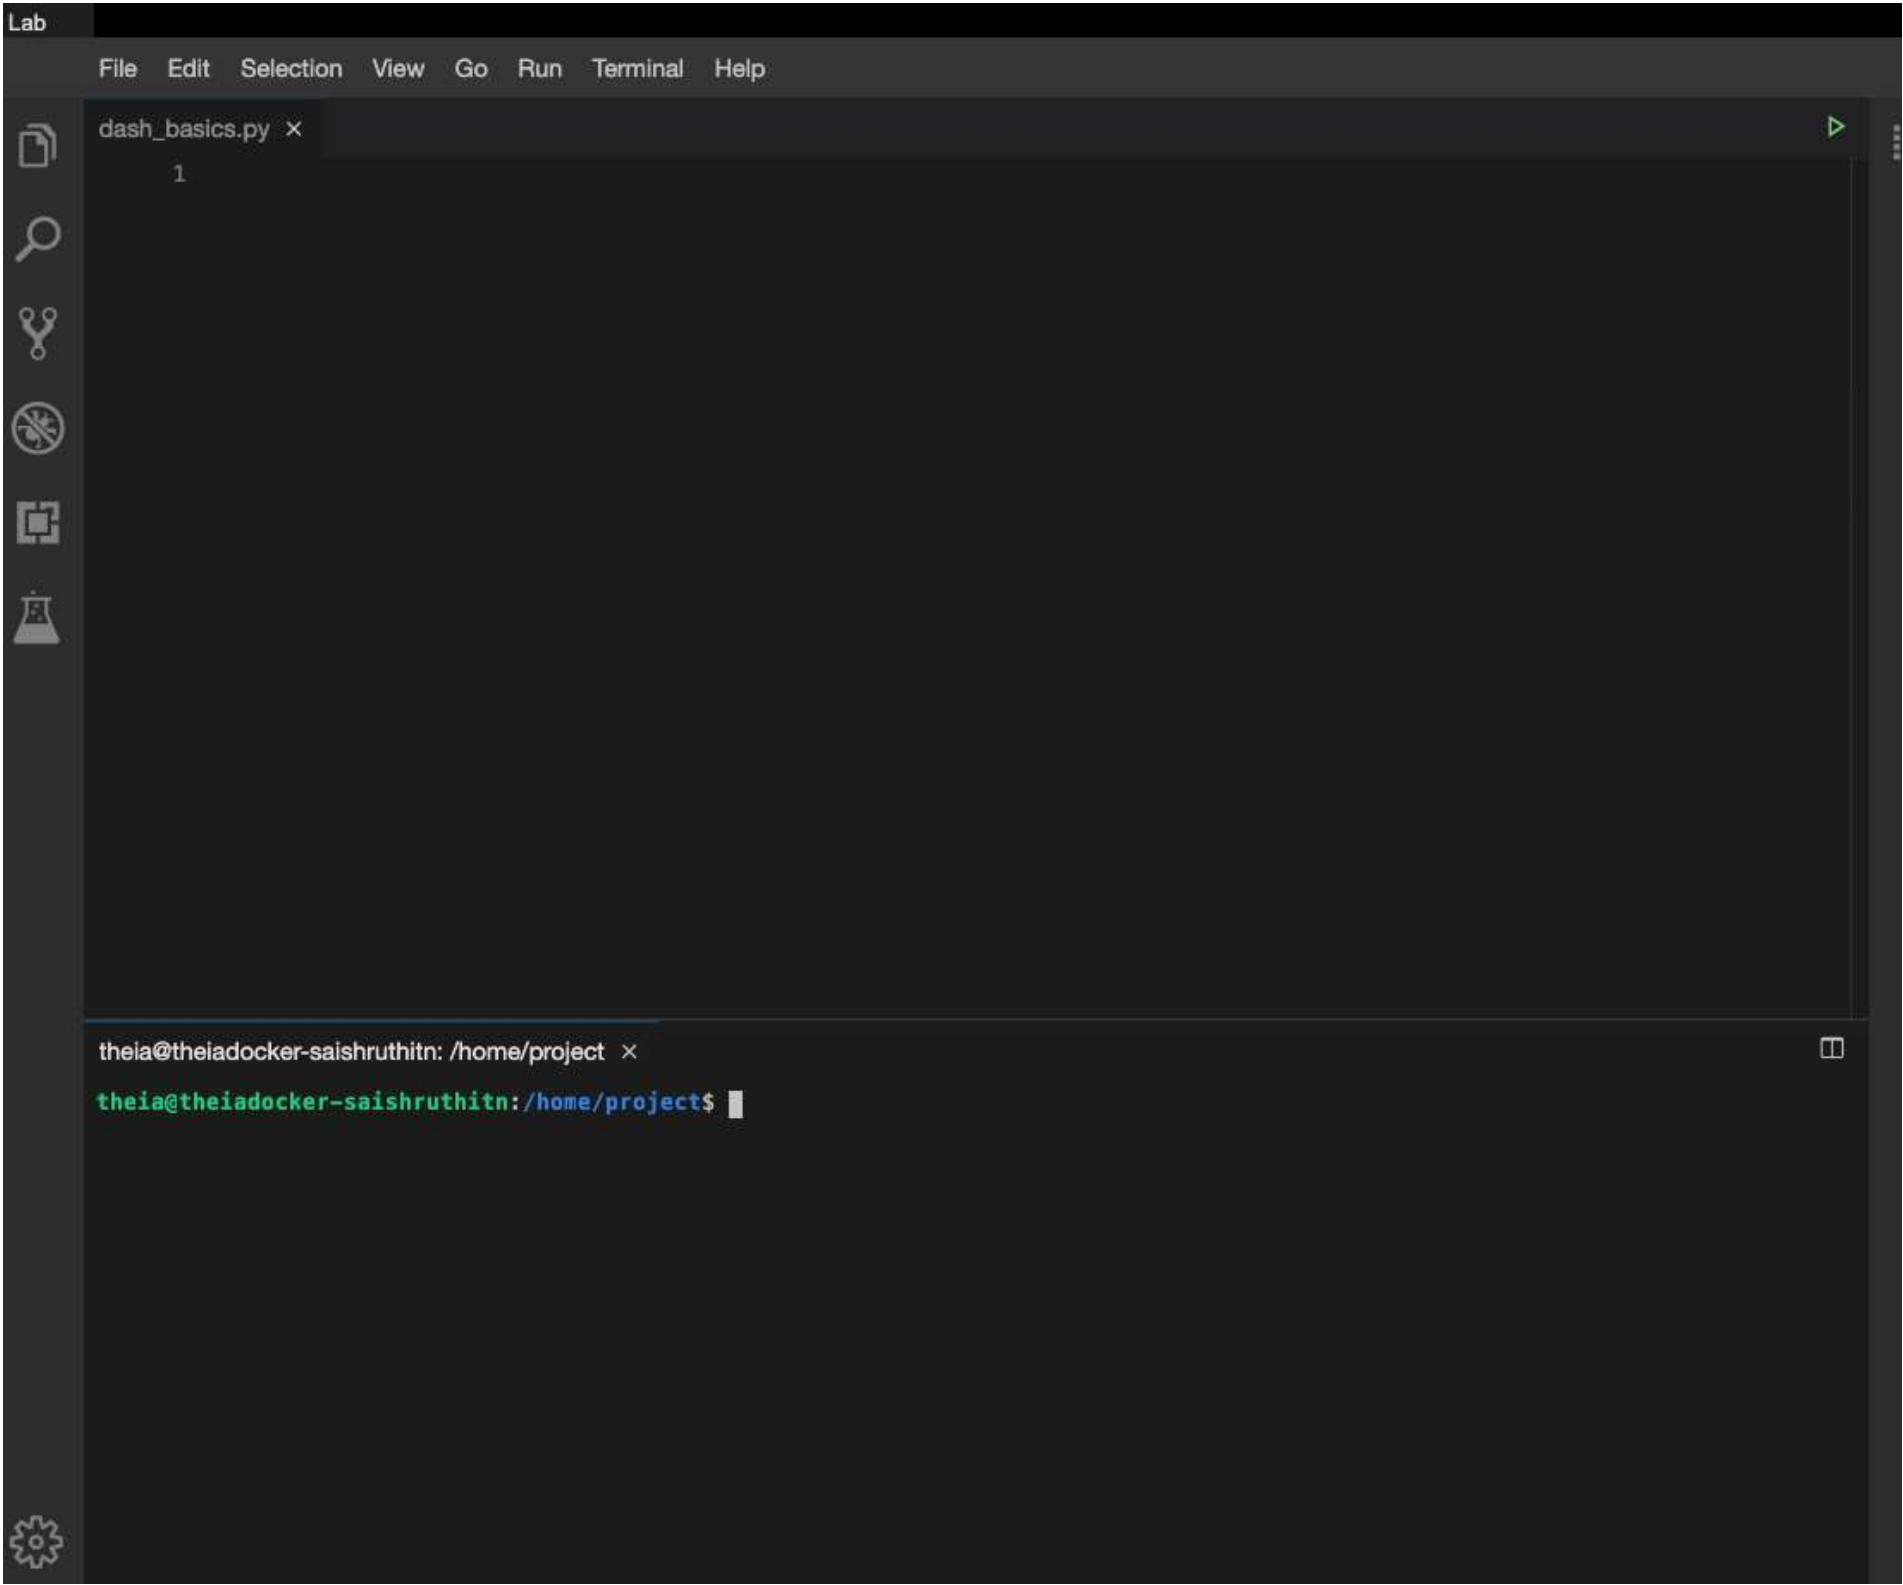 Lab
File Edit Selection View Go Run Terminal Help
dash_basics.py ×
1
theia@theiadocker-saishruthitn: /home/project ×
theia@theiadocker-saishruthitn:/home/project$